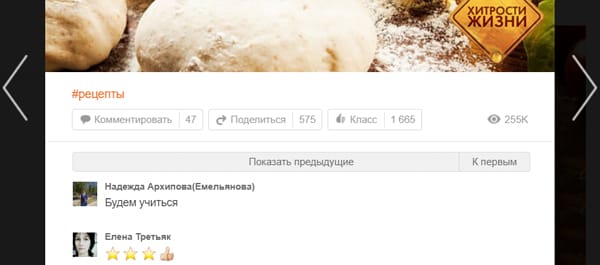 ХИТРОСТИ
ЖИЗНИ
#рецепты
Комментировать 47 Поделиться 575 Класс 1 665 255K
Показать предыдущие К первым
Надежда Архипова(Емельянова)
Будем учиться
Елена Третьяк